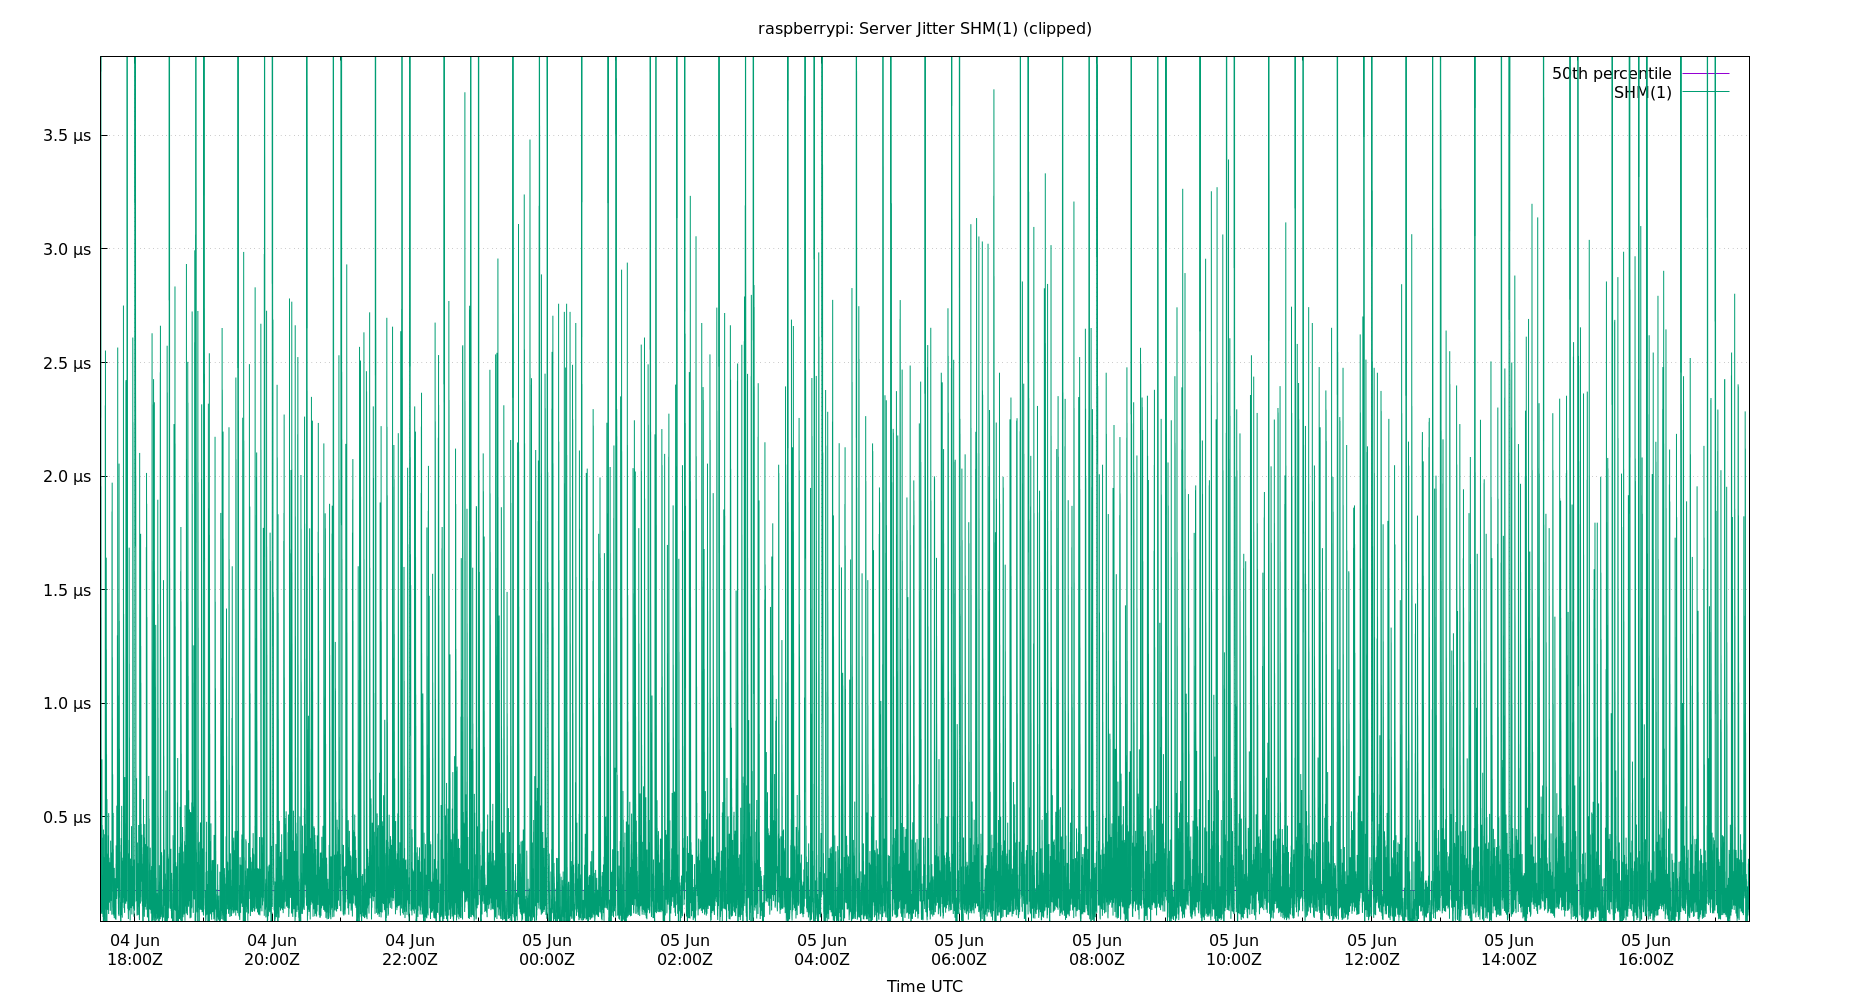 raspberrypi: Server Jitter SHM(1) (clipped)
50th percentile
SHM(1)
3.5 µs
3.0 µs
2.5 µs
2.0 µs
1.5 µs
1.0 µs
0.5 µs
04 Jun 04 Jun 04 Jun 05 Jun 05 Jun 05 Jun 05 Jun 05 Jun 05 Jun 05 Jun 05 Jun 05 Jun
18:00Z 20:00Z 22:00Z 00:00Z 02:00Z 04:00Z 06:00Z 08:00Z 10:00Z 12:00Z 14:00Z 16:00Z
Time UTC